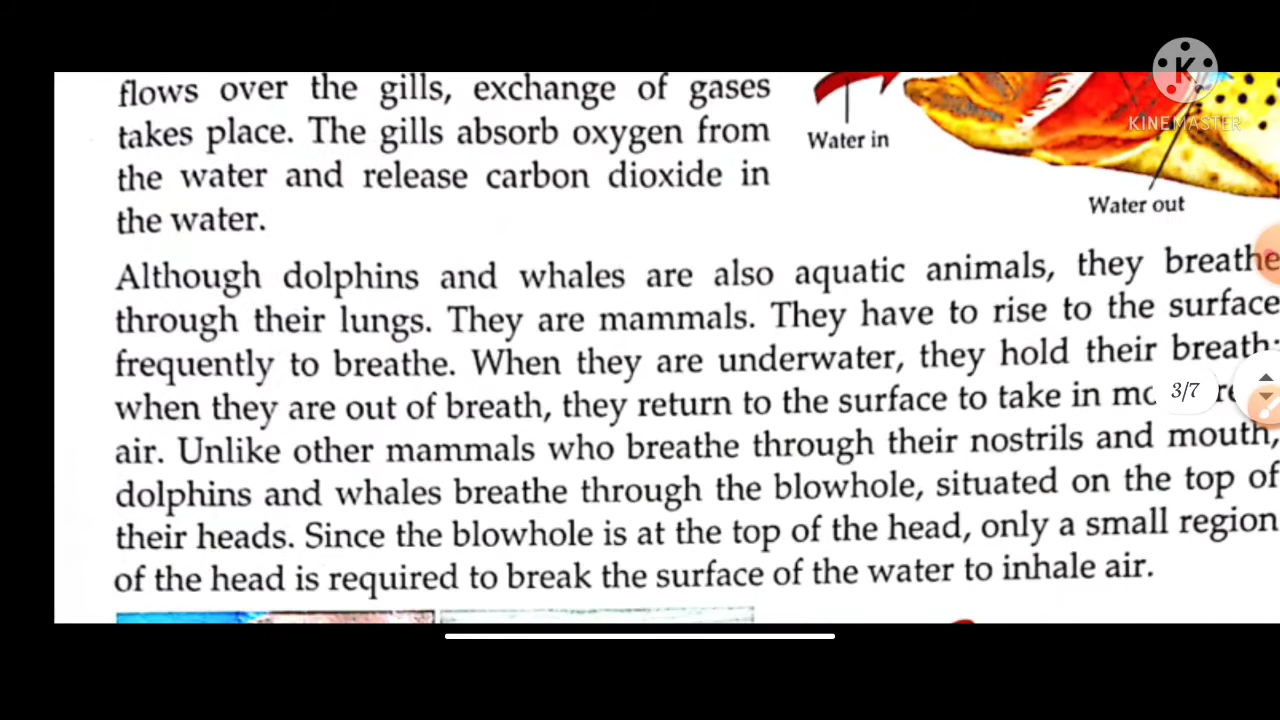 flows over the gills, exchange of gases
takes place. The gills absorb oxygen from
the water and release carbon dioxide in
the water.
Water in
Water out
KINEMASTER
Although dolphins and whales are also aquatic animals, they breathe
through their lungs. They are mammals. They have to rise to the surface
frequently to breathe. When they are underwater, they hold their breath;
when they are out of breath, they return to the surface to take in
air. Unlike other mammals who breathe through their nostrils and mouth,
dolphins and whales breathe through the blowhole, situated on the top of
their heads. Since the blowhole is at the top of the head, only a small region
of the head is required to break the surface of the water to inhale air.
3/7